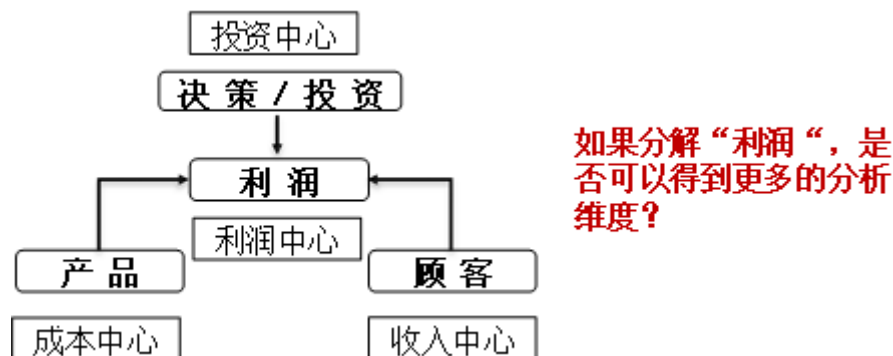 投资中心
决 策 / 投 资
利 润
利润中心
产 品
顾 客
成本中心
收入中心
如果分解“利润“，是
否可以得到更多的分析
维度？